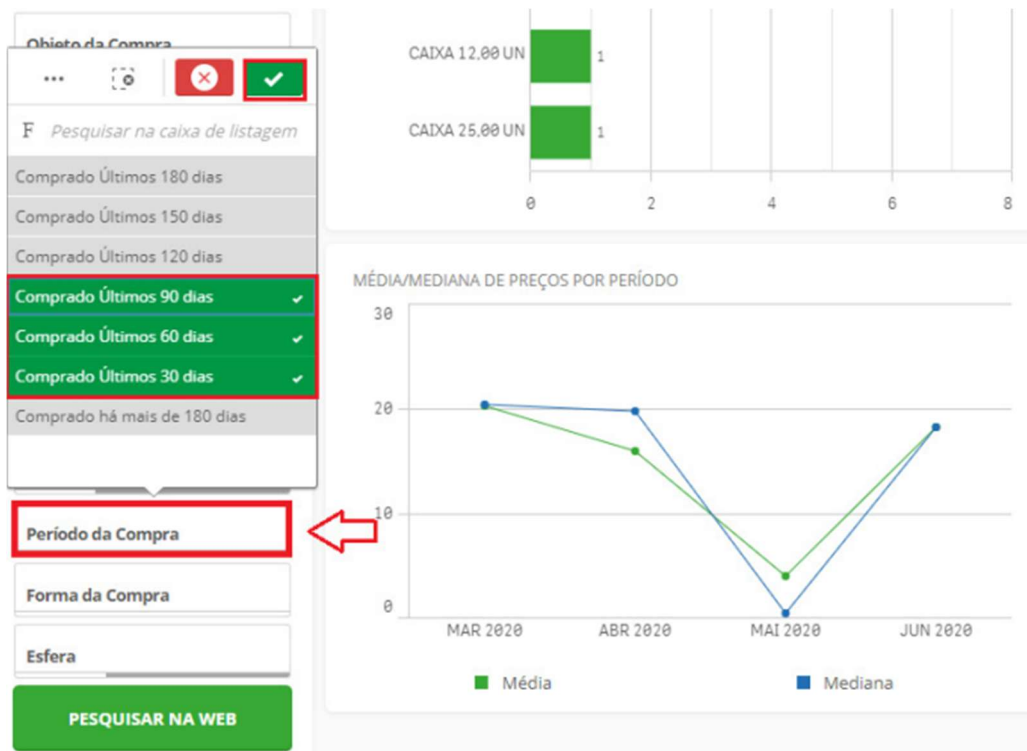 Objeto da Compra
F Pesquisar na caixa de listagem
Comprado Últimos 180 dias
Comprado Últimos 150 dias
Comprado Últimos 120 dias
Comprado Últimos 90 dias
Comprado Últimos 60 dias
Comprado Últimos 30 dias
Comprado há mais de 180 dias
Período da Compra
Forma da Compra
Esfera
PESQUISAR NA WEB
CAIXA 12,00 UN 1
CAIXA 25,00 UN 1
0 2 4 6 8
MÉDIA/MEDIANA DE PREÇOS POR PERÍODO
30
20
10
0
MAR 2020 ABR 2020 MAI 2020 JUN 2020
Média Mediana